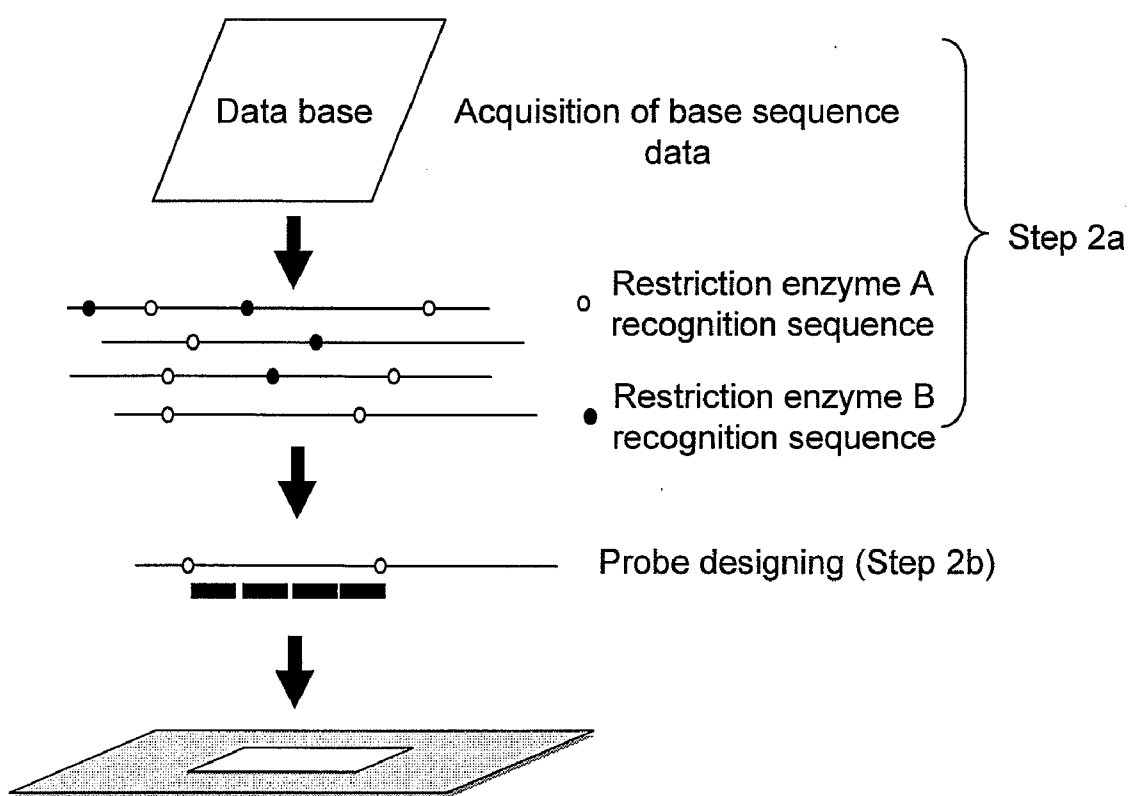 Data base
Acquisition of base sequence
data
Step 2a
Restriction enzyme A
recognition sequence
Restriction enzyme B
recognition sequence
Probe designing (Step 2b)